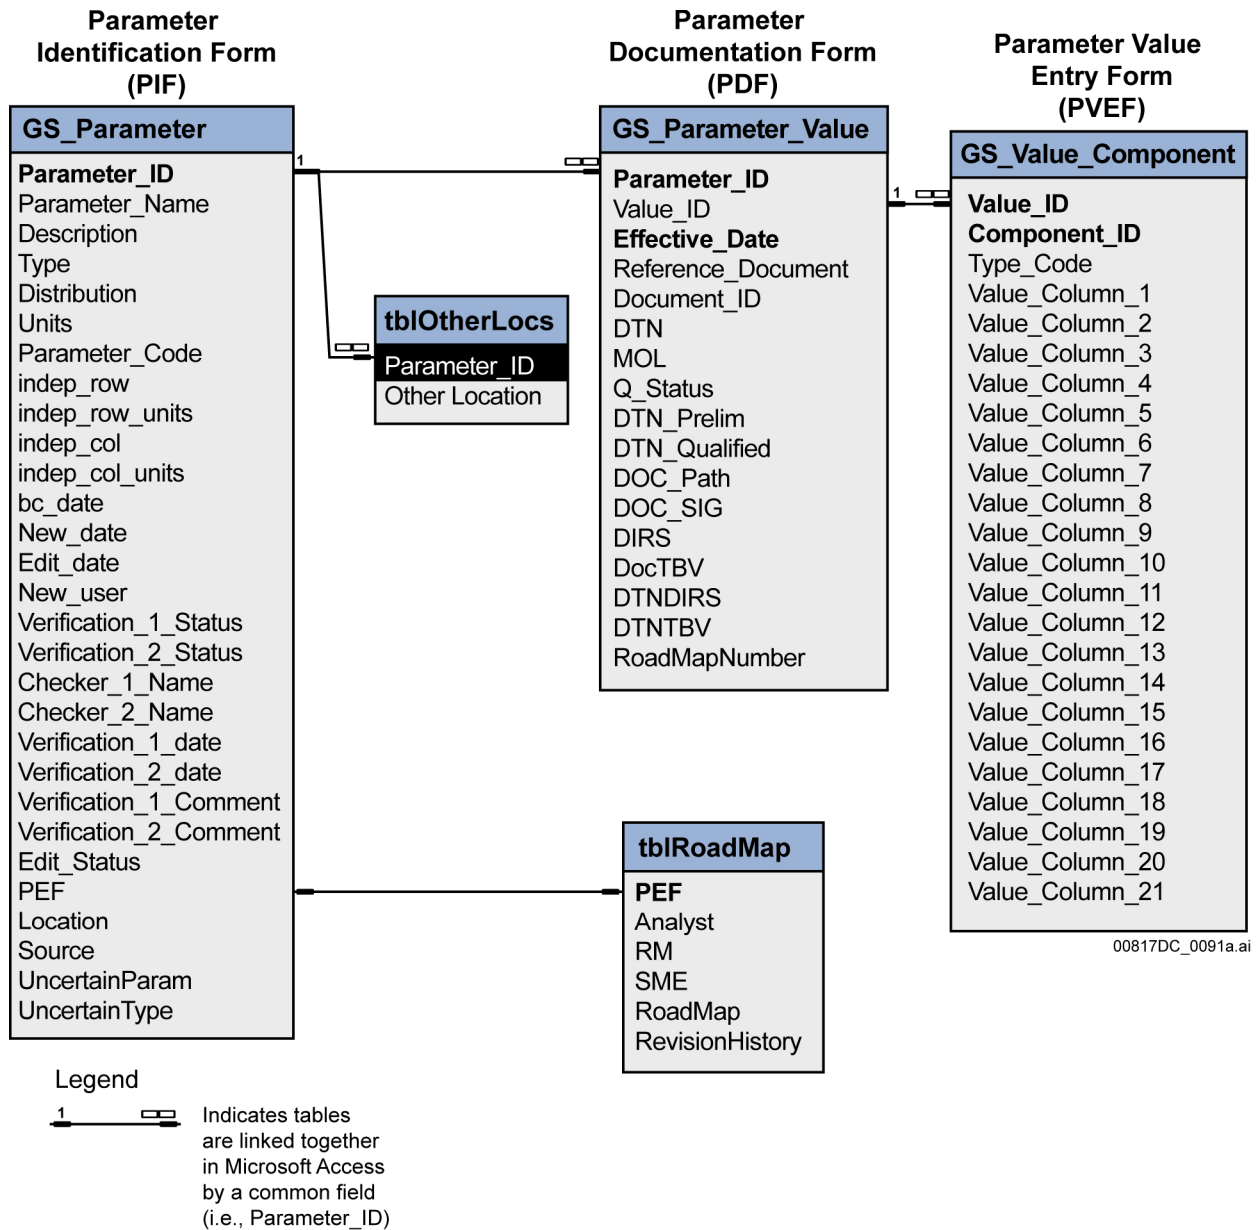 Parameter
Identification Form
(PIF)
GS_Parameter
Parameter_ID
Parameter_Name
Description
Type
Distribution
Units
Parameter_Code
indep_row
indep_row_units
indep_col
indep_col_units
bc_date
New_date
Edit_date
New_user
Verification_1_Status
Verification_2_Status
Checker_1_Name
Checker_2_Name
Verification_1_date
Verification_2_date
Verification_1_Comment
Verification_2_Comment
Edit_Status
PEF
Location
Source
UncertainParam
UncertainType
1
tblOtherLocs
Parameter_ID
Other Location
Parameter
Documentation Form
(PDF)
GS_Parameter_Value
Parameter_ID
Value_ID
Effective_Date
Reference_Document
Document_ID
DTN
MOL
Q_Status
DTN_Prelim
DTN_Qualified
DOC_Path
DOC_SIG
DIRS
DocTBV
DTNDIRS
DTNTBV
RoadMapNumber
1
tblRoadMap
PEF
Analyst
RM
SME
RoadMap
RevisionHistory
Parameter Value
Entry Form
(PVEF)
GS_Value_Component
Value_ID
Component_ID
Type_Code
Value_Column_1
Value_Column_2
Value_Column_3
Value_Column_4
Value_Column_5
Value_Column_6
Value_Column_7
Value_Column_8
Value_Column_9
Value_Column_10
Value_Column_11
Value_Column_12
Value_Column_13
Value_Column_14
Value_Column_15
Value_Column_16
Value_Column_17
Value_Column_18
Value_Column_19
Value_Column_20
Value_Column_21
00817DC_0091a.ai
Legend
1
Indicates tables
are linked together
in Microsoft Access
by a common field
(i.e., Parameter_ID)